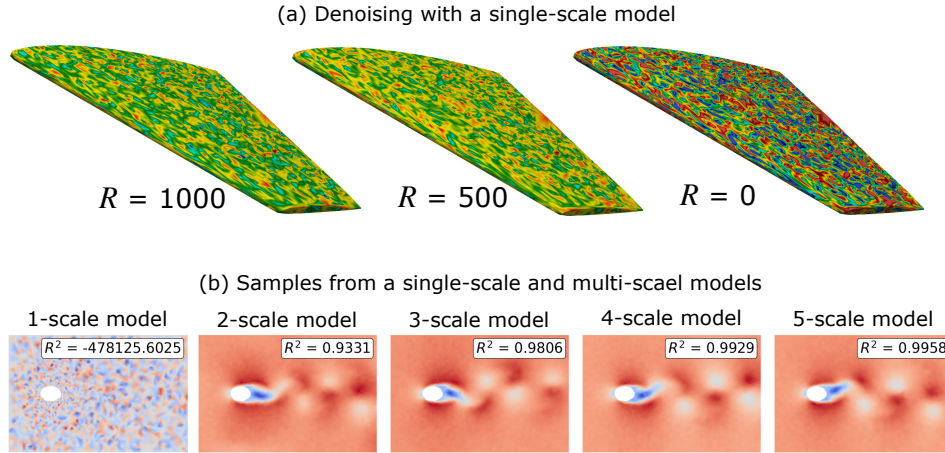 (a) Denoising with a single-scale model
R = 1000
R = 500
R = 0
(b) Samples from a single-scale and multi-scael models
1-scale model
2-scale model
3-scale model
4-scale model
5-scale model
R² = -478125.6025
R² = 0.9331
R² = 0.9806
R² = 0.9929
R² = 0.9958